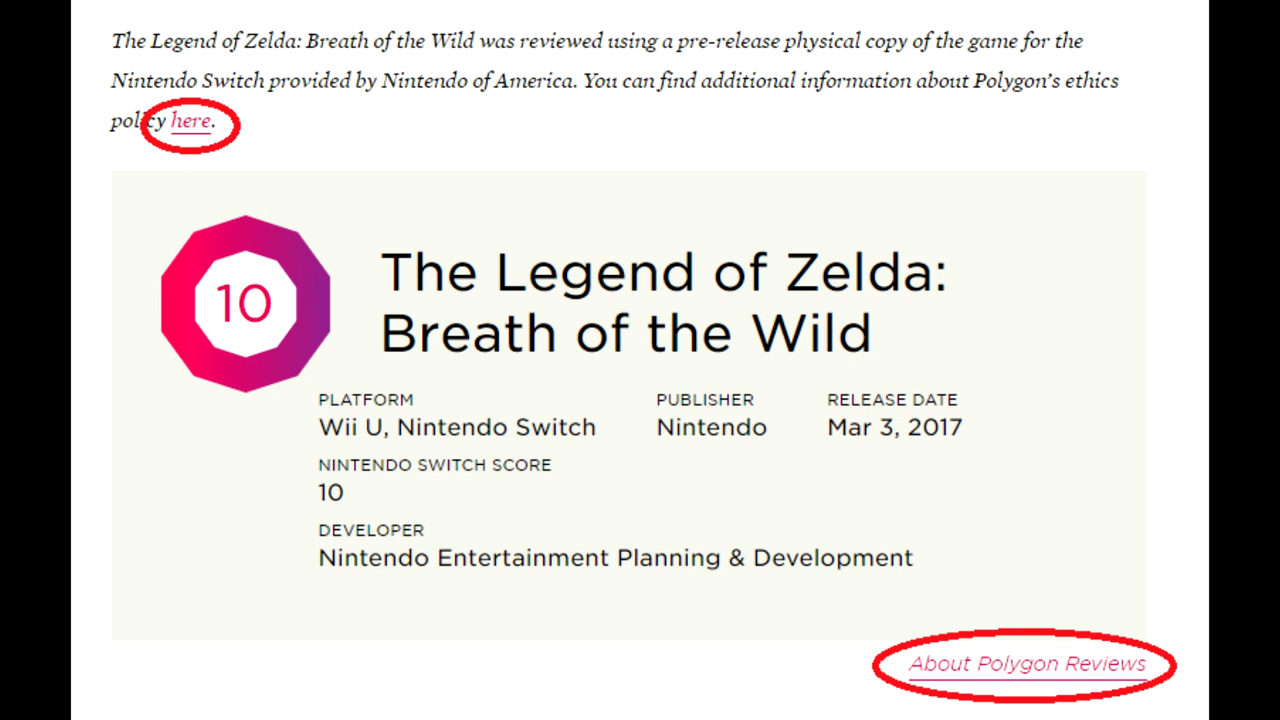 The Legend of Zelda: Breath of the Wild was reviewed using a pre-release physical copy of the game for the
Nintendo Switch provided by Nintendo of America. You can find additional information about Polygon's ethics
policy here.
10
The Legend of Zelda:
Breath of the Wild
PLATFORM PUBLISHER RELEASE DATE
Wii U, Nintendo Switch Nintendo Mar 3, 2017
NINTENDO SWITCH SCORE
10
DEVELOPER
Nintendo Entertainment Planning & Development
About Polygon Reviews